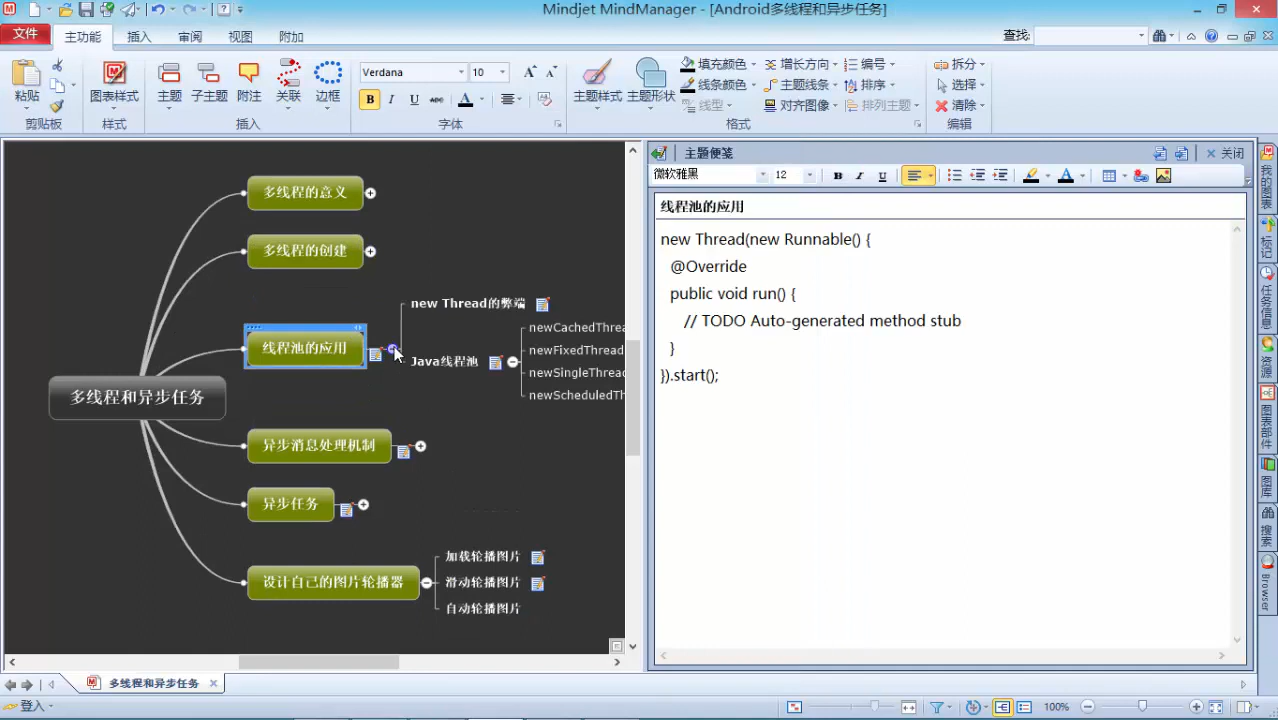 Mindjet MindManager - [Android多线程和异步任务]
文件
主功能
插入
审阅
视图
附加
查找:
粘贴
图表样式
主题
子主题
附注
关联
边框
Verdana
10
B I U abc A
主题样式
主题形状
填充颜色
线条颜色
线型
增长方向
主题线条
对齐图像
编号
排序
排列主题
拆分
选择
清除
剪贴板
样式
插入
字体
格式
编辑
多线程的意义
多线程的创建
线程池的应用
new Thread的弊端
Java线程池
newCachedThrea
newFixedThread
newSingleThread
newScheduledTh
多线程和异步任务
异步消息处理机制
异步任务
设计自己的图片轮播器
加载轮播图片
滑动轮播图片
自动轮播图片
主题便笺
关闭
微软雅黑
12
B I U
线程池的应用
new Thread(new Runnable() {
@Override
public void run() {
// TODO Auto-generated method stub
}
}).start();
我的图表
标记
任务信息
资源
图表部件
图库
搜索
Browser
多线程和异步任务
登入
100%